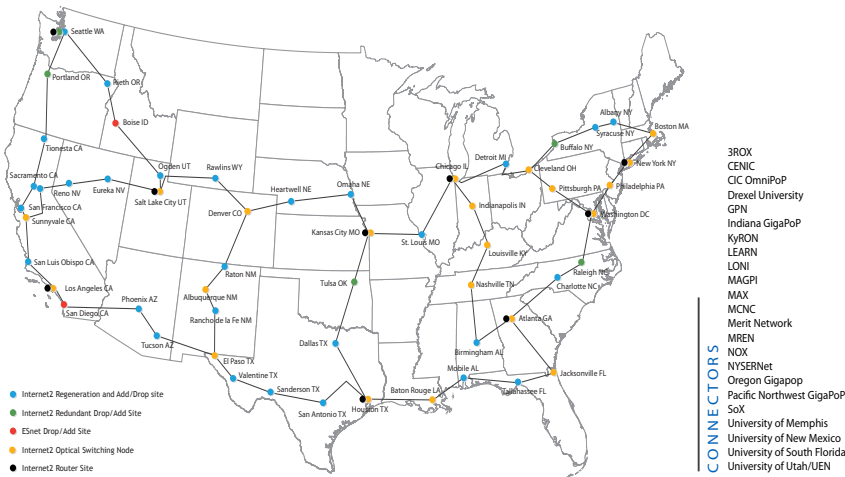 Seattle WA
Portland OR
Rieth OR
Boise ID
Tionesta CA
Ogden UT
Rawlins WY
Sacramento CA
Reno NV
Eureka NV
Salt Lake City UT
San Francisco CA
Sunnyvale CA
San Luis Obispo CA
Los Angeles CA
San Diego CA
Phoenix AZ
Tucson AZ
Heartwell NE
Omaha NE
Denver CO
Kansas City MO
Raton NM
Albuquerque NM
Rancho de la Fe NM
El Paso TX
Valentine TX
Sanderson TX
San Antonio TX
Houston TX
Dallas TX
Tulsa OK
St. Louis MO
Chicago IL
Detroit MI
Indianapolis IN
Louisville KY
Nashville TN
Birmingham AL
Atlanta GA
Mobile AL
Baton Rouge LA
Tallahassee FL
Jacksonville FL
Charlotte NC
Raleigh NC
Washington DC
Philadelphia PA
Pittsburgh PA
Cleveland OH
Buffalo NY
Syracuse NY
Albany NY
Boston MA
New York NY
Internet2 Regeneration and Add/Drop site
Internet2 Redundant Drop/Add Site
ESnet Drop/Add Site
Internet2 Optical Switching Node
Internet2 Router Site
CONNECTORS
3ROX
CENIC
CIC OmniPoP
Drexel University
GPN
Indiana GigaPoP
KyRON
LEARN
LONI
MAGPI
MAX
MCNC
Merit Network
MREN
NOX
NYSERNet
Oregon Gigapop
Pacific Northwest GigaPoP
SoX
University of Memphis
University of New Mexico
University of South Florida
University of Utah/UEN